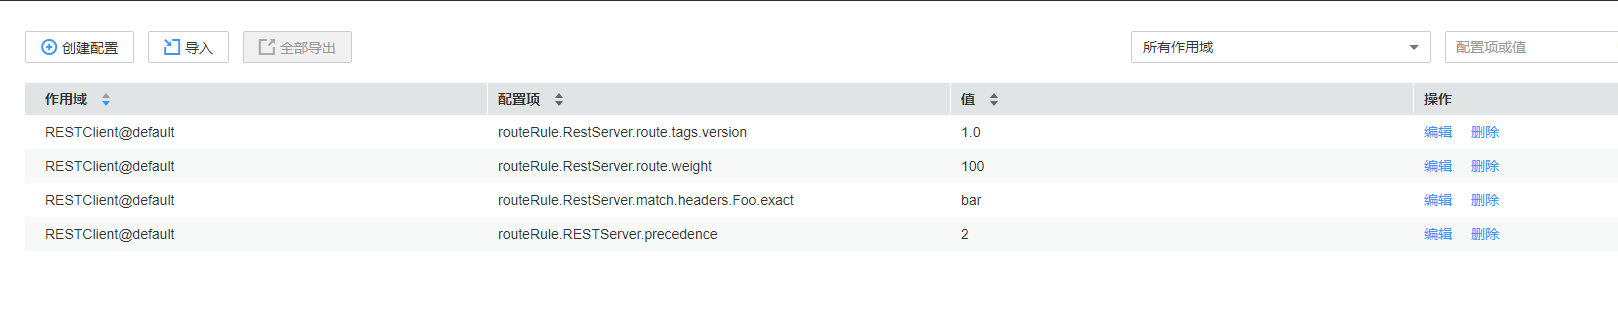 创建配置 导入 全部导出 所有作用域 配置项或值
作用域 配置项 值 操作
RESTClient@default routeRule.RestServer.route.tags.version 1.0 编辑 删除
RESTClient@default routeRule.RestServer.route.weight 100 编辑 删除
RESTClient@default routeRule.RestServer.match.headers.Foo.exact bar 编辑 删除
RESTClient@default routeRule.RESTServer.precedence 2 编辑 删除